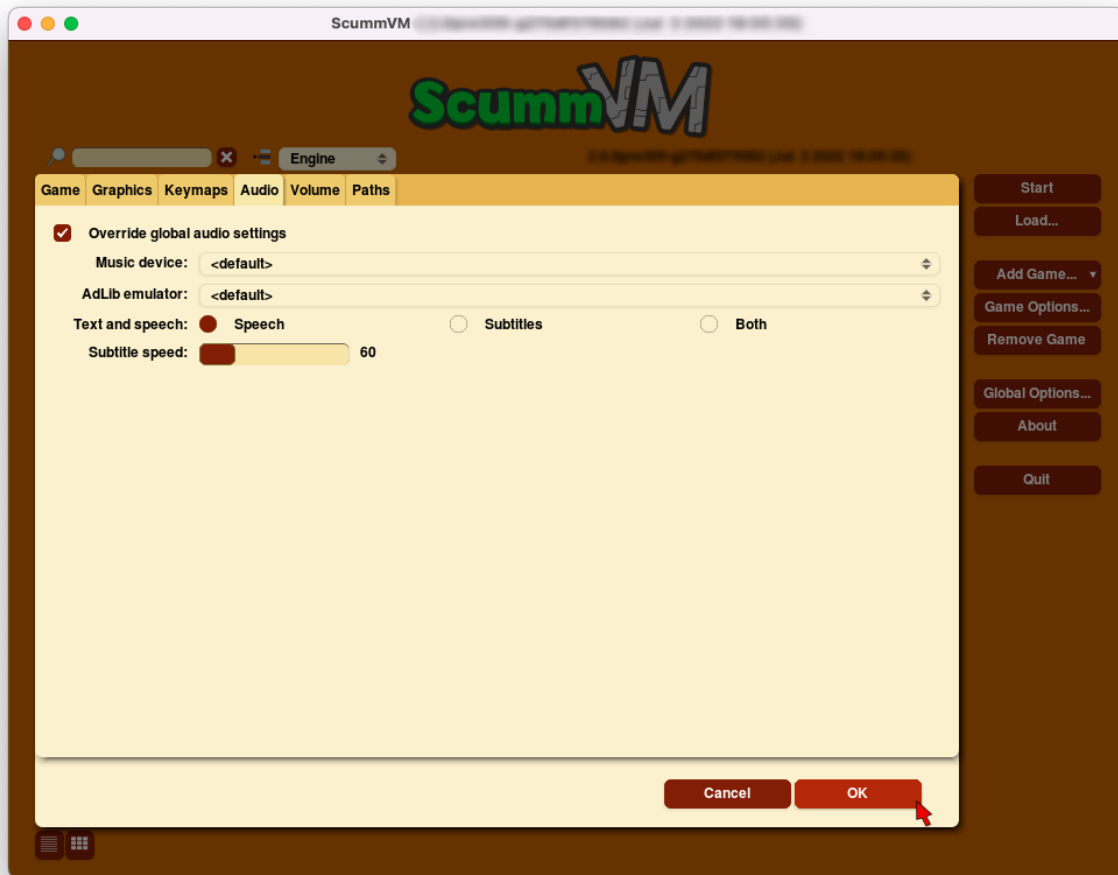 ScummVM
ScummVM
Engine
Game Graphics Keymaps Audio Volume Paths
Override global audio settings
Music device: <default>
AdLib emulator: <default>
Text and speech: Speech Subtitles Both
Subtitle speed: 60
Cancel OK
Start
Load...
Add Game...
Game Options...
Remove Game
Global Options...
About
Quit